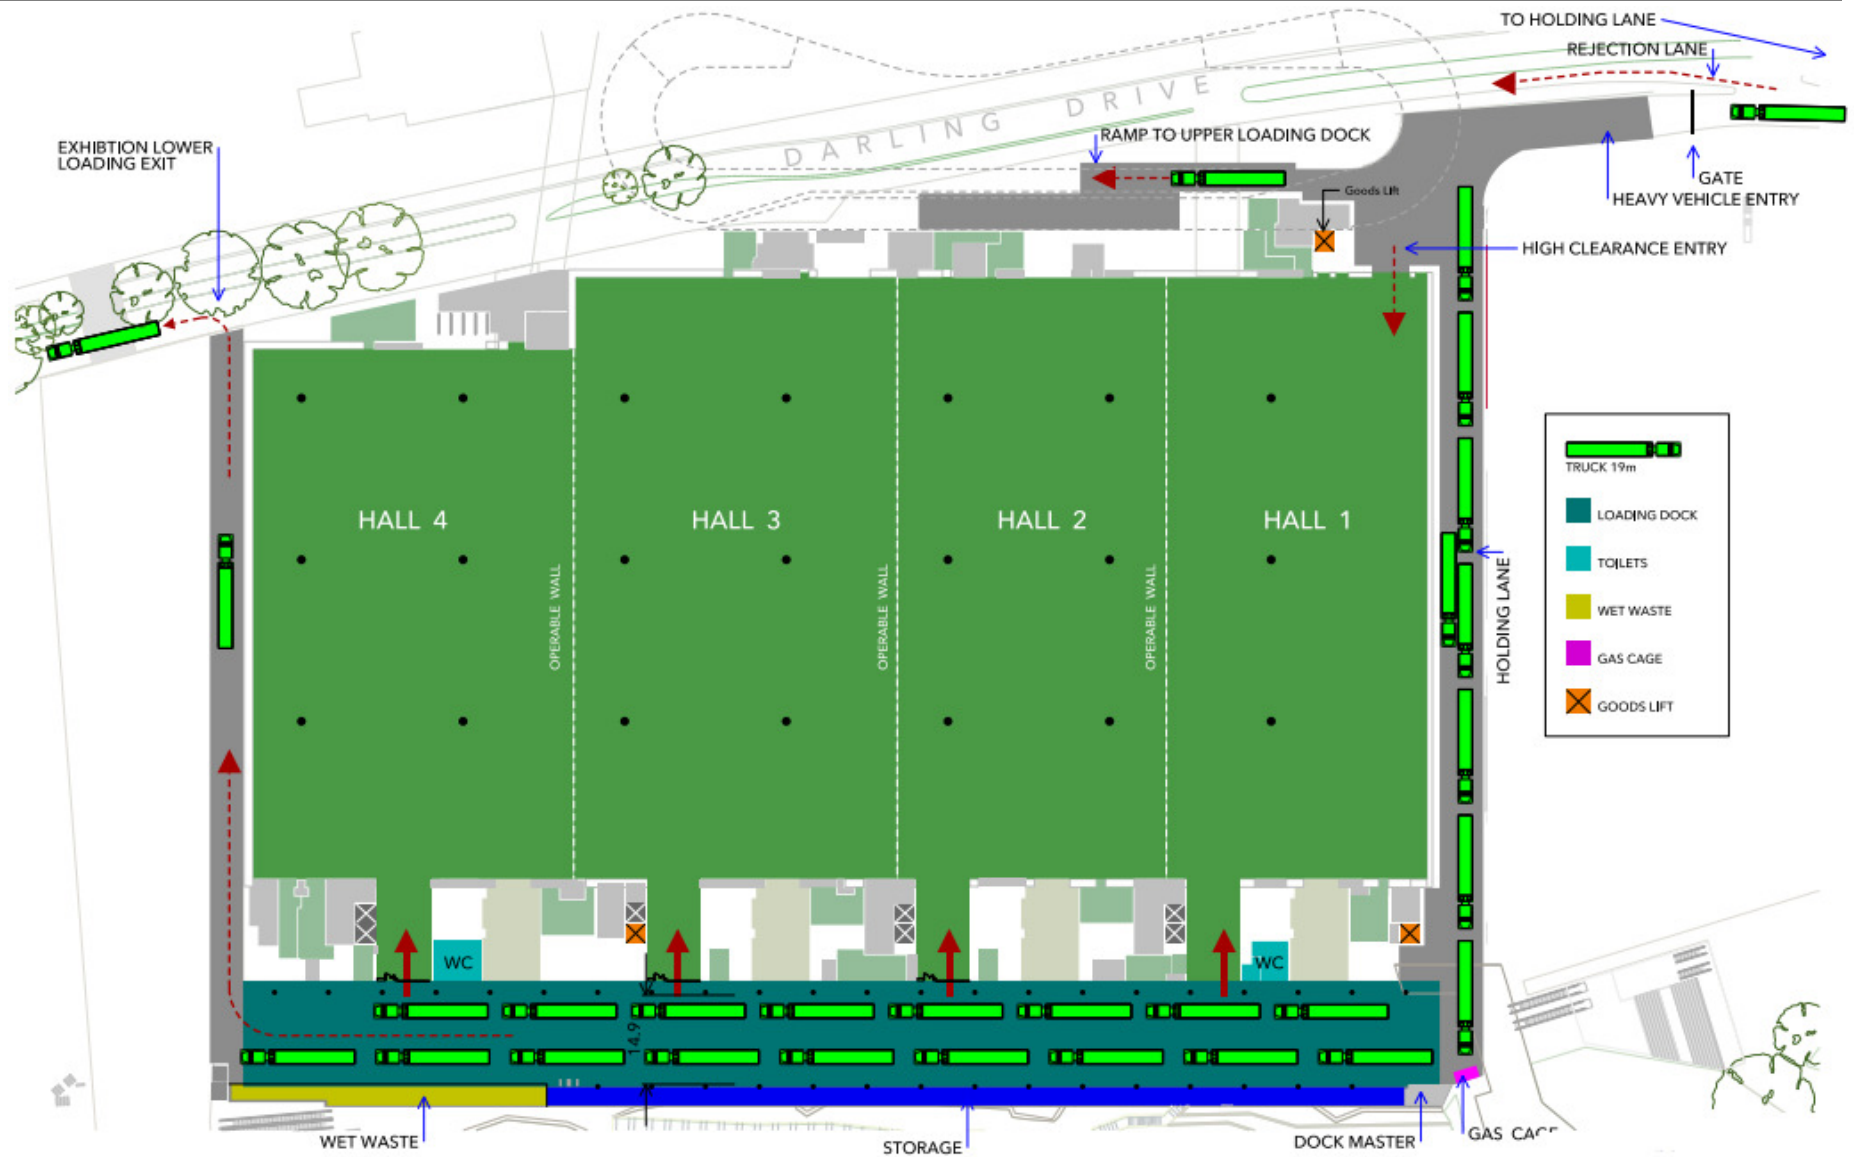 TO HOLDING LANE
REJECTION LANE
DARLING DRIVE
RAMP TO UPPER LOADING DOCK
EXHIBTION LOWER
LOADING EXIT
GATE
HEAVY VEHICLE ENTRY
Goods Lift
HIGH CLEARANCE ENTRY
TRUCK 19m
LOADING DOCK
TOILETS
WET WASTE
GAS CAGE
GOODS LIFT
HALL 4
HALL 3
HALL 2
HALL 1
OPERABLE WALL
OPERABLE WALL
OPERABLE WALL
HOLDING LANE
WC
WC
14.9
WET WASTE
STORAGE
DOCK MASTER
GAS CAGE